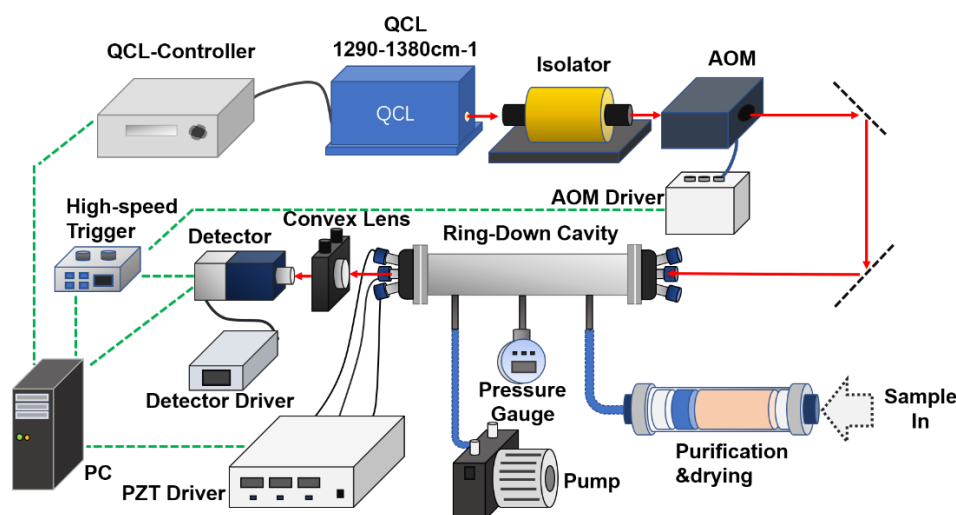 QCL-Controller
QCL
1290-1380cm-1
QCL
Isolator
AOM
AOM Driver
High-speed
Trigger
Detector
Convex Lens
Ring-Down Cavity
Detector Driver
Pressure
Gauge
Sample
In
Purification
&drying
PC
PZT Driver
Pump